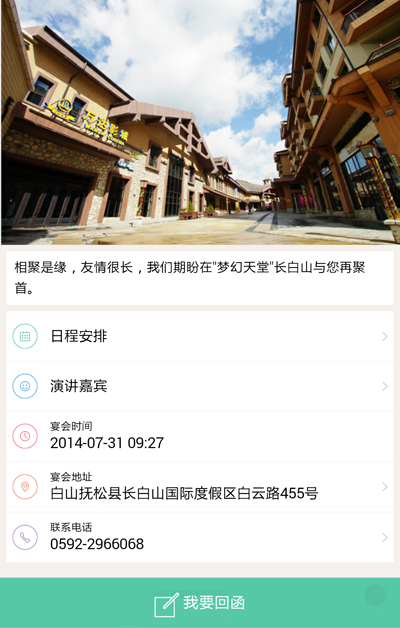 万达影城
相聚是缘，友情很长，我们期盼在"梦幻天堂"长白山与您再聚
首。
日程安排
演讲嘉宾
宴会时间
2014-07-31 09:27
宴会地址
白山抚松县长白山国际度假区白云路455号
联系电话
0592-2966068
我要回函